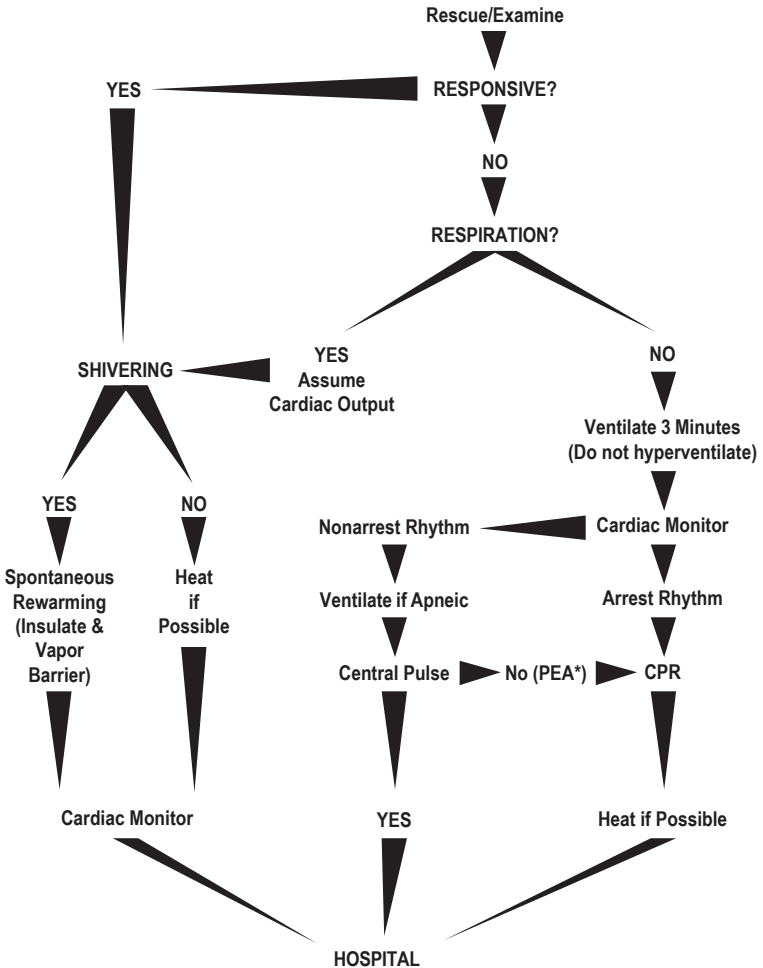 Rescue/Examine
YES
RESPONSIVE?
NO
RESPIRATION?
SHIVERING
YES
Assume
Cardiac Output
NO
Ventilate 3 Minutes
(Do not hyperventilate)
YES
NO
Nonarrest Rhythm
Cardiac Monitor
Spontaneous
Rewarming
(Insulate &
Vapor
Barrier)
Heat
if
Possible
Ventilate if Apneic
Arrest Rhythm
Central Pulse
No (PEA*)
CPR
Cardiac Monitor
YES
Heat if Possible
HOSPITAL